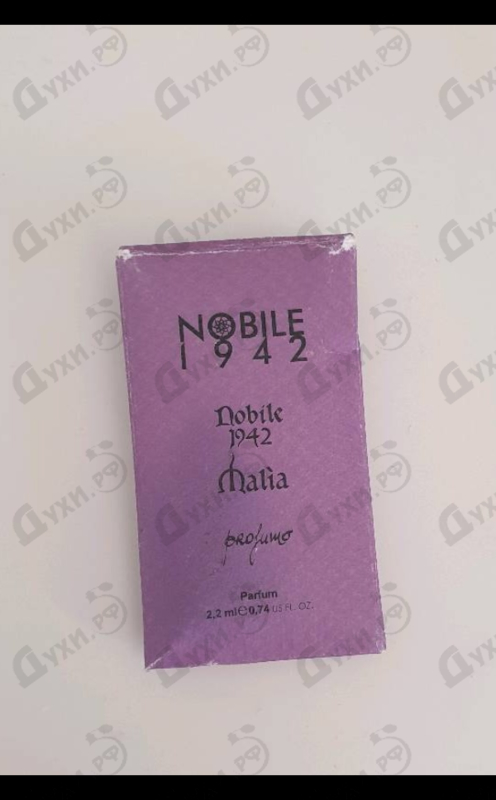 NOBILE
1942
Nobile
1942
Malìa
profumo
Parfum
2,2 ml ℮ 0,74 US FL. OZ.
Духи.рф